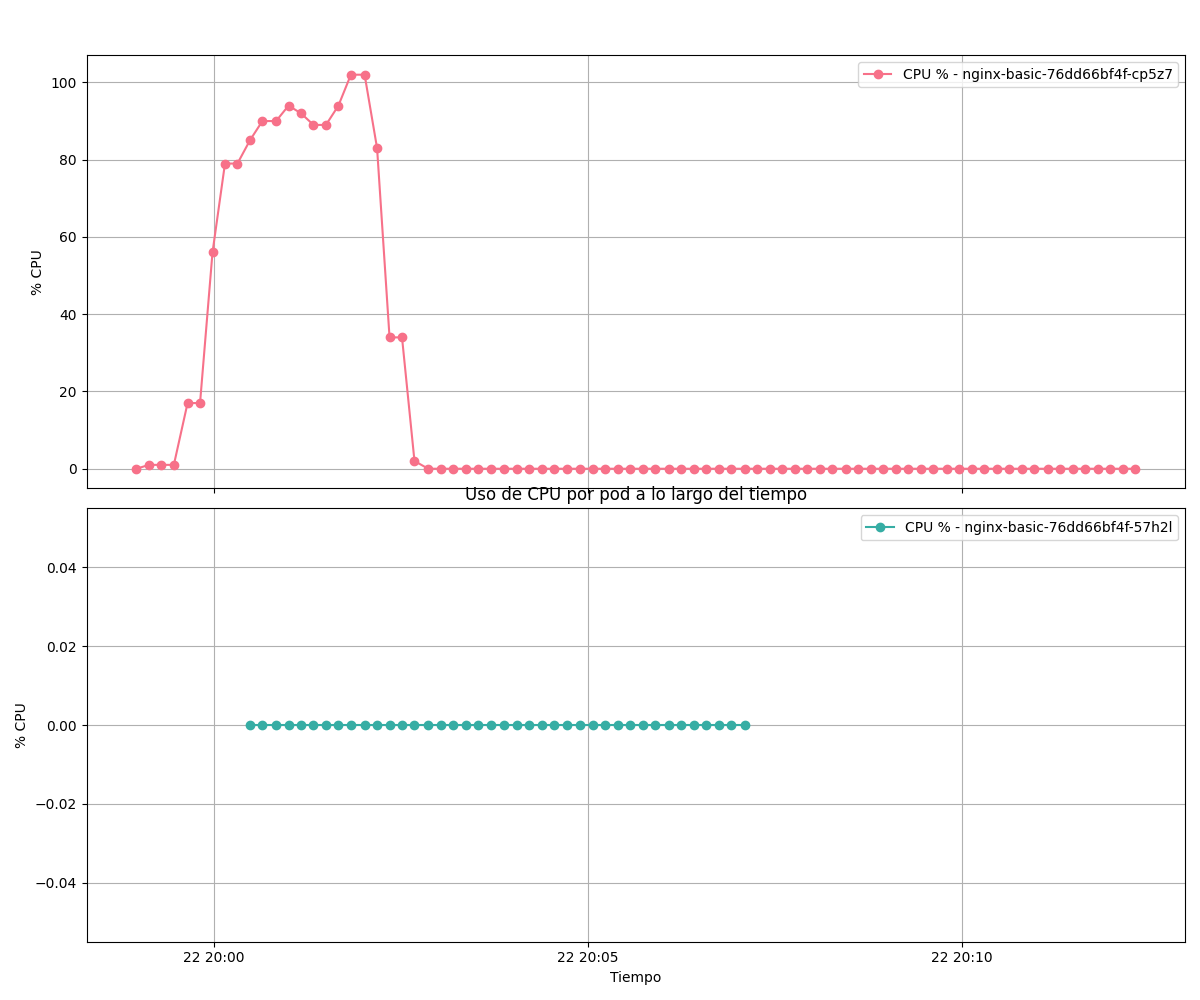 CPU % - nginx-basic-76dd66bf4f-cp5z7
100
80
60
40
20
0
% CPU
Uso de CPU por pod a lo largo del tiempo
CPU % - nginx-basic-76dd66bf4f-57h2l
0.04
0.02
0.00
−0.02
−0.04
% CPU
22 20:00 22 20:05 22 20:10
Tiempo